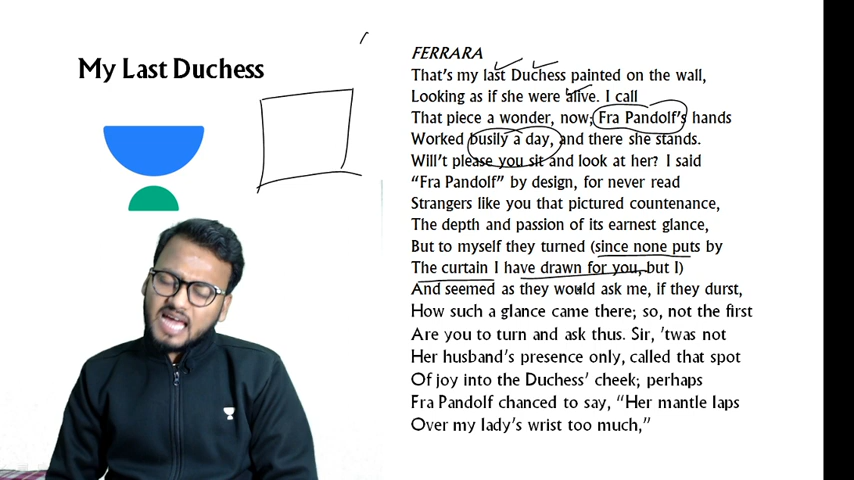 My Last Duchess
FERRARA
That's my last Duchess painted on the wall,
Looking as if she were alive. I call
That piece a wonder, now; Fra Pandolf's hands
Worked busily a day, and there she stands.
Will't please you sit and look at her? I said
“Fra Pandolf” by design, for never read
Strangers like you that pictured countenance,
The depth and passion of its earnest glance,
But to myself they turned (since none puts by
The curtain I have drawn for you, but I)
And seemed as they would ask me, if they durst,
How such a glance came there; so, not the first
Are you to turn and ask thus. Sir, ’twas not
Her husband’s presence only, called that spot
Of joy into the Duchess’ cheek; perhaps
Fra Pandolf chanced to say, “Her mantle laps
Over my lady’s wrist too much,”